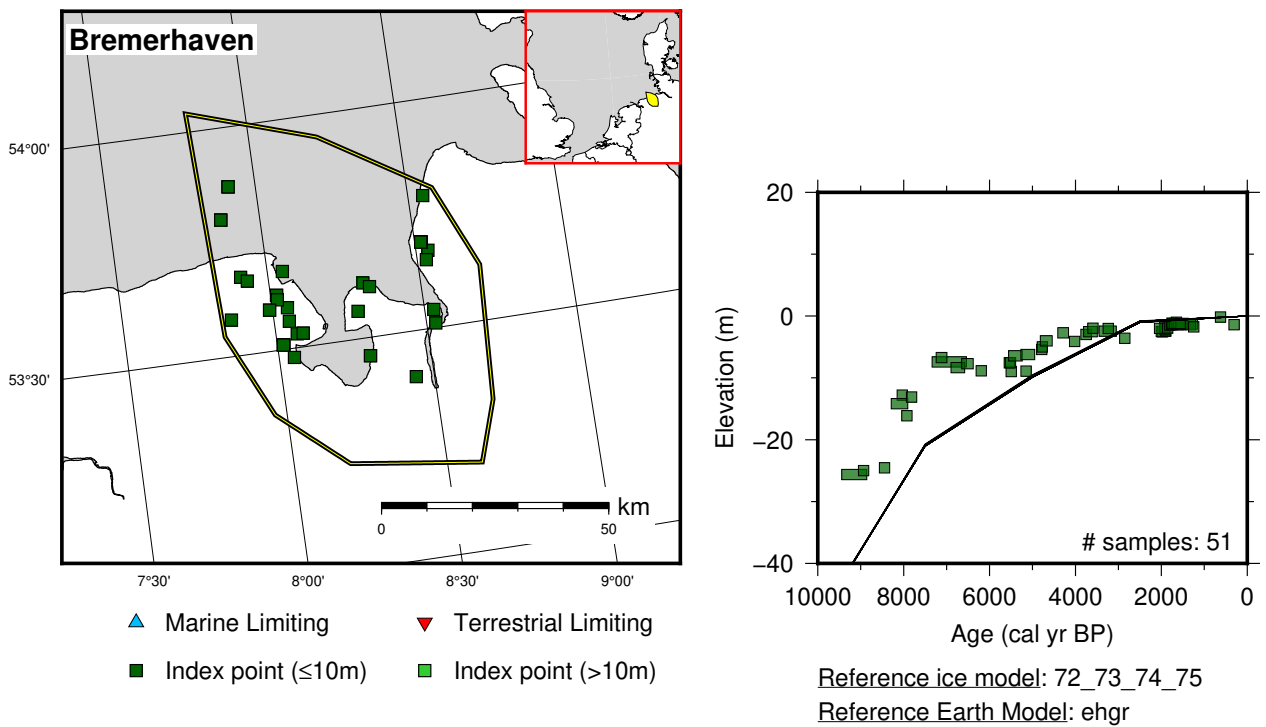 Bremerhaven
54°00'
53°30'
7°30'
8°00'
8°30'
9°00'
km
0
50
Marine Limiting
Terrestrial Limiting
Index point (≤10m)
Index point (>10m)
20
0
−20
−40
Elevation (m)
# samples: 51
10000
8000
6000
4000
2000
0
Age (cal yr BP)
Reference ice model: 72_73_74_75
Reference Earth Model: ehgr